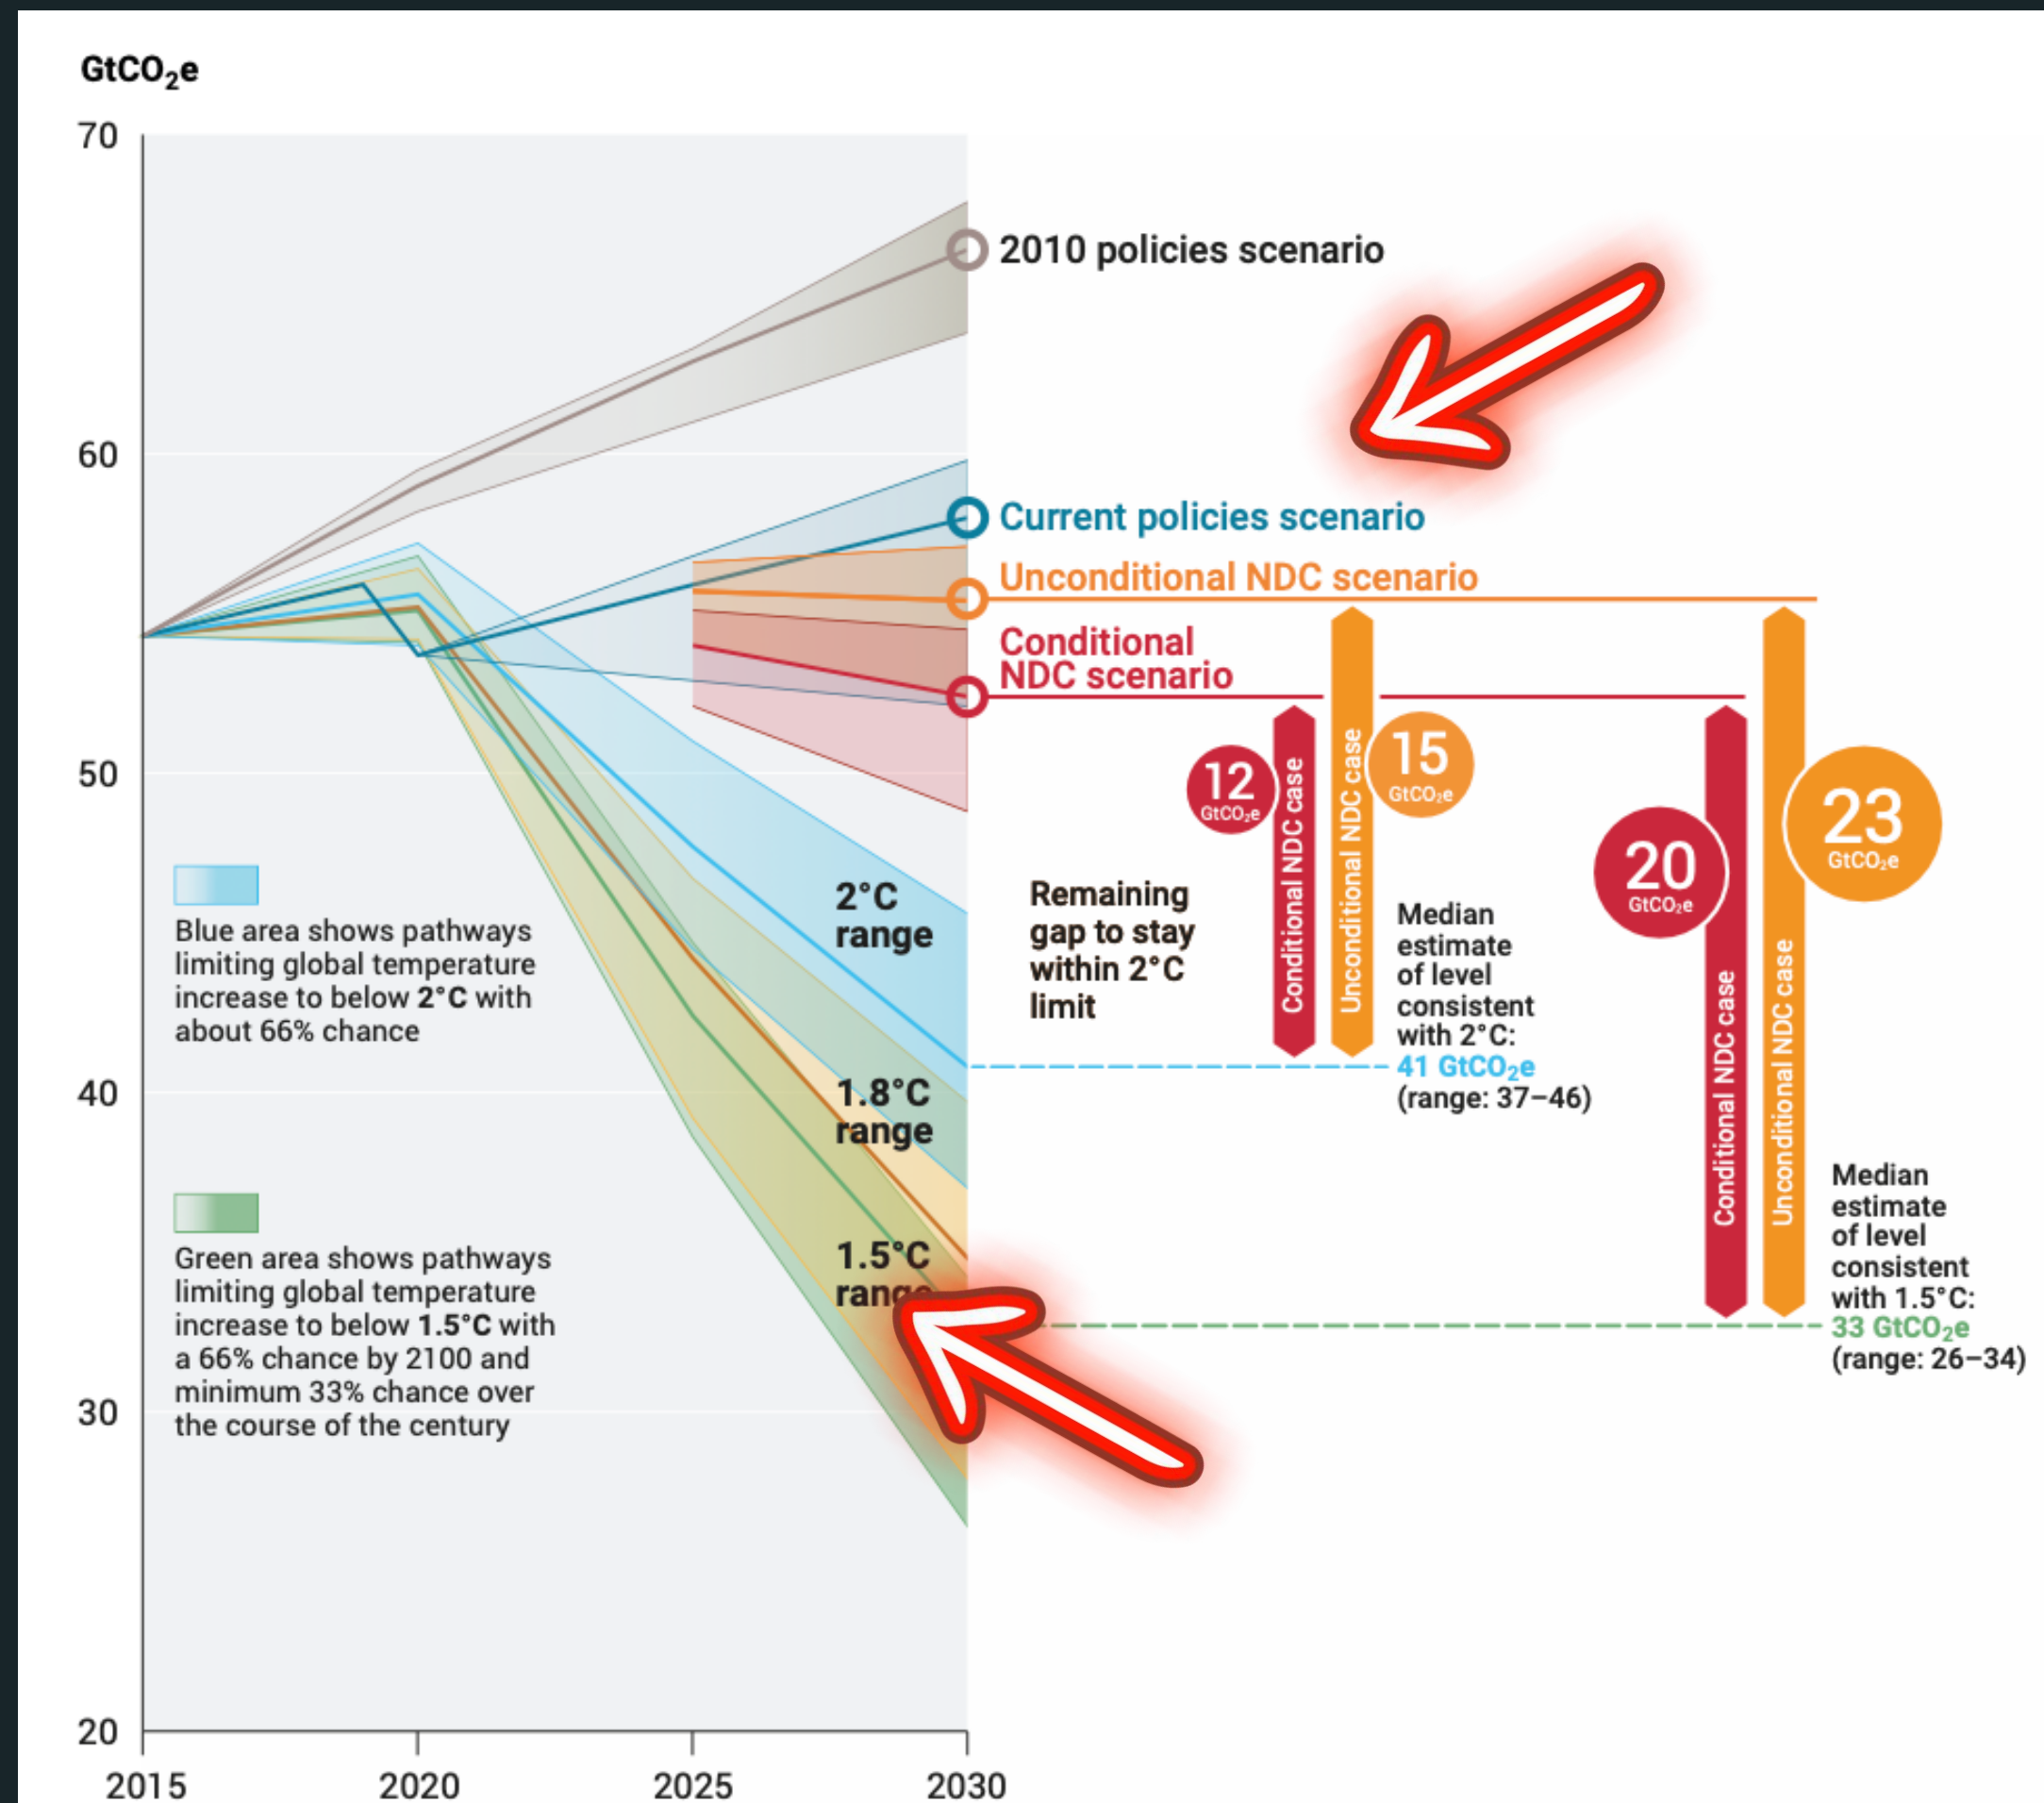 GtCO₂e
70
60
50
40
30
20
2015
2020
2025
2030
2010 policies scenario
Current policies scenario
Unconditional NDC scenario
Conditional
NDC scenario
2°C
range
1.8°C
range
1.5°C
range
Blue area shows pathways
limiting global temperature
increase to below 2°C with
about 66% chance
Green area shows pathways
limiting global temperature
increase to below 1.5°C with
a 66% chance by 2100 and
minimum 33% chance over
the course of the century
Remaining
gap to stay
within 2°C
limit
12
GtCO₂e
Conditional NDC case
Unconditional NDC case
15
GtCO₂e
Median
estimate
of level
consistent
with 2°C:
41 GtCO₂e
(range: 37–46)
20
GtCO₂e
Conditional NDC case
Unconditional NDC case
23
GtCO₂e
Median
estimate
of level
consistent
with 1.5°C:
33 GtCO₂e
(range: 26–34)